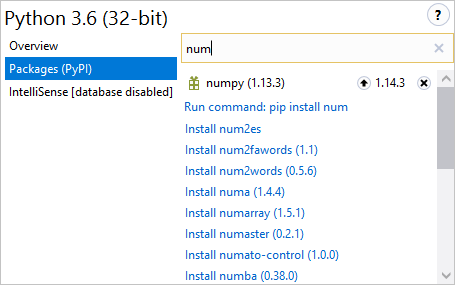 Python 3.6 (32-bit)
?
Overview
Packages (PyPI)
IntelliSense [database disabled]
num
numpy (1.13.3) 1.14.3
Run command: pip install num
Install num2es
Install num2fawords (1.1)
Install num2words (0.5.6)
Install numa (1.4.4)
Install numarray (1.5.1)
Install numaster (0.2.1)
Install numato-control (1.0.0)
Install numba (0.38.0)